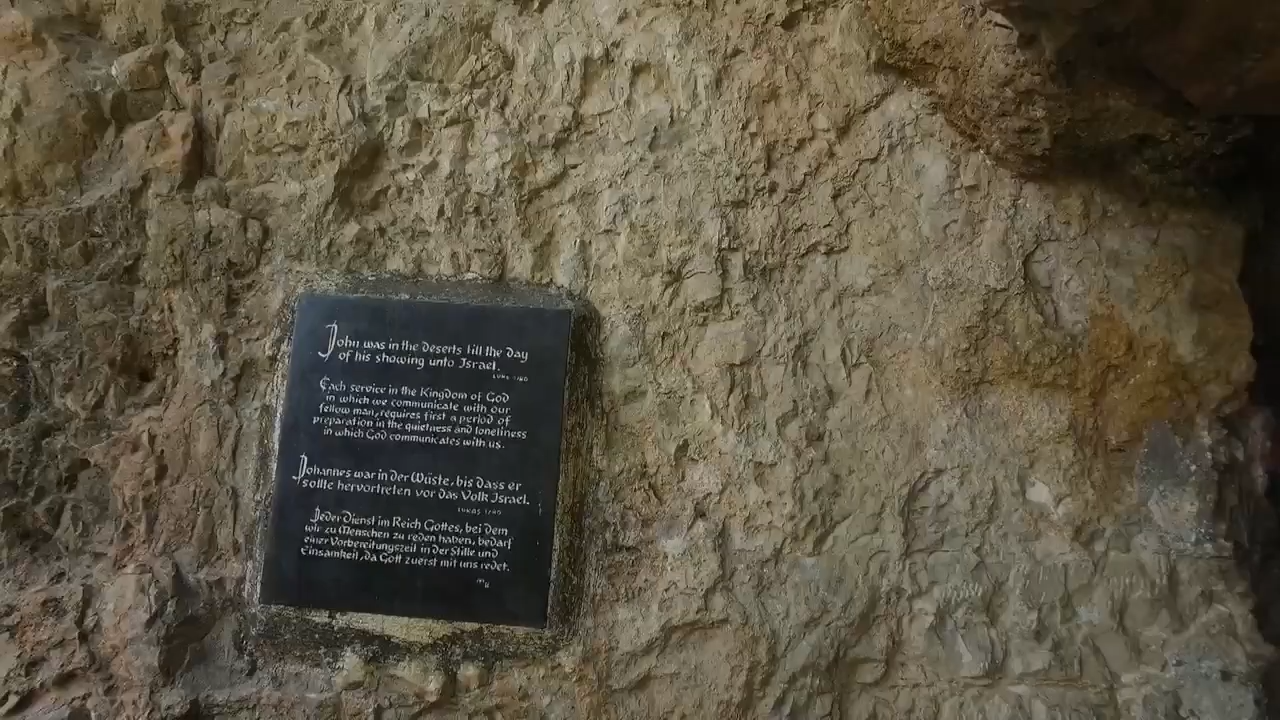 John was in the deserts till the day
of his showing unto Israel.
LUKE 1:80
Each service in the Kingdom of God
in which we communicate with our
fellow man, requires first a period of
preparation in the quietness and loneliness
in which God communicates with us.
Johannes war in der Wüste, bis dass er
sollte hervortreten vor das Volk Israel.
LUKAS 1:80
Jeder Dienst im Reich Gottes, bei dem
wir zu Menschen zu reden haben, bedarf
einer Vorbereitungszeit in der Stille und
Einsamkeit, da Gott zuerst mit uns redet.